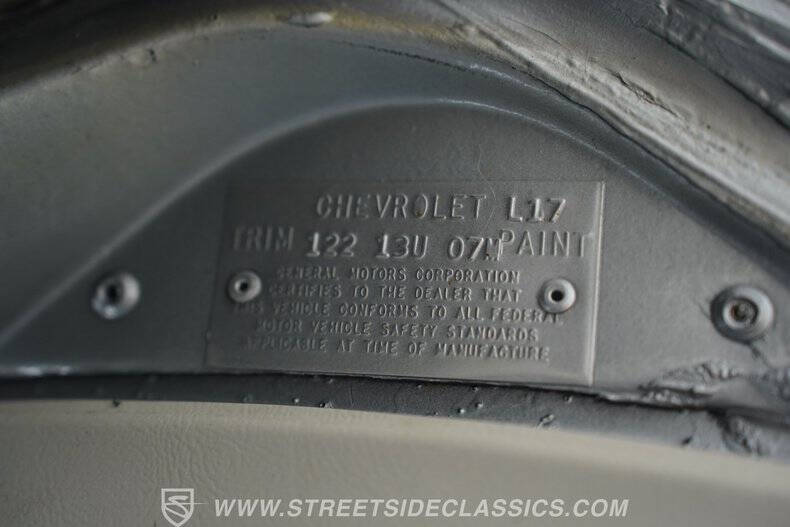 CHEVROLET L17
TRIM 122 13U 07M PAINT
GENERAL MOTORS CORPORATION
CERTIFIES TO THE DEALER THAT
THIS VEHICLE CONFORMS TO ALL FEDERAL
MOTOR VEHICLE SAFETY STANDARDS
APPLICABLE AT TIME OF MANUFACTURE
WWW.STREETSIDECLASSICS.COM